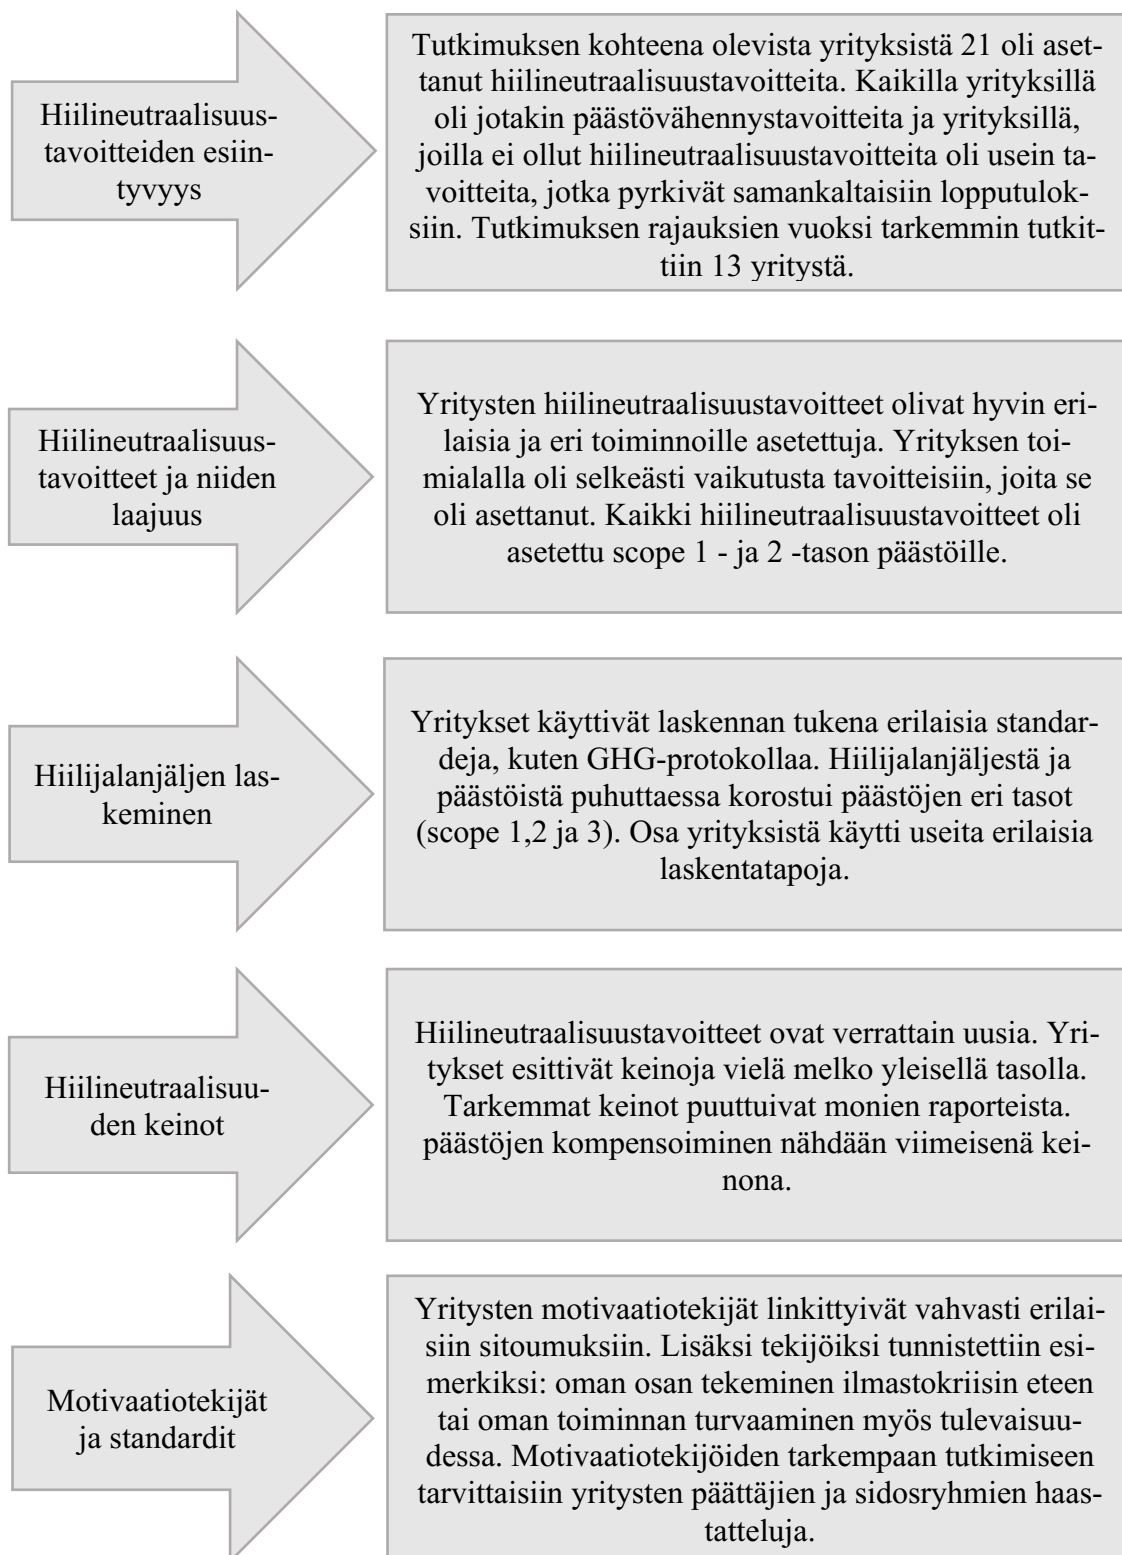 Hiilineutraalisuus-
tavoitteiden esiin-
tyvyys
Tutkimuksen kohteena olevista yrityksistä 21 oli aset-
tanut hiilineutraalisuustavoitteita. Kaikilla yrityksillä
oli jotakin päästövähennystavoitteita ja yrityksillä,
joilla ei ollut hiilineutraalisuustavoitteita oli usein ta-
voitteita, jotka pyrkivät samankaltaisiin lopputulok-
siin. Tutkimuksen rajauksien vuoksi tarkemmin tutkit-
tiin 13 yritystä.
Hiilineutraalisuus-
tavoitteet ja niiden
laajuus
Yritysten hiilineutraalisuustavoitteet olivat hyvin eri-
laisia ja eri toiminnoille asetettuja. Yrityksen toi-
mialalla oli selkeästi vaikutusta tavoitteisiin, joita se
oli asettanut. Kaikki hiilineutraalisuustavoitteet oli
asetettu scope 1 - ja 2 -tason päästöille.
Hiilijalanjäljen las-
keminen
Yritykset käyttivät laskennan tukena erilaisia standar-
deja, kuten GHG-protokollaa. Hiilijalanjäljestä ja
päästöistä puhuttaessa korostui päästöjen eri tasot
(scope 1,2 ja 3). Osa yrityksistä käytti useita erilaisia
laskentatapoja.
Hiilineutraalisuu-
den keinot
Hiilineutraalisuustavoitteet ovat verrattain uusia. Yri-
tykset esittivät keinoja vielä melko yleisellä tasolla.
Tarkemmat keinot puuttuivat monien raporteista.
päästöjen kompensoiminen nähdään viimeisenä kei-
nona.
Motivaatiotekijät
ja standardit
Yritysten motivaatiotekijät linkittyivät vahvasti erilai-
siin sitoumuksiin. Lisäksi tekijöiksi tunnistettiin esi-
merkiksi: oman osan tekeminen ilmastokriisin eteen
tai oman toiminnan turvaaminen myös tulevaisuu-
dessa. Motivaatiotekijöiden tarkempaan tutkimiseen
tarvittaisiin yritysten päättäjien ja sidosryhmien haas-
tatteluja.